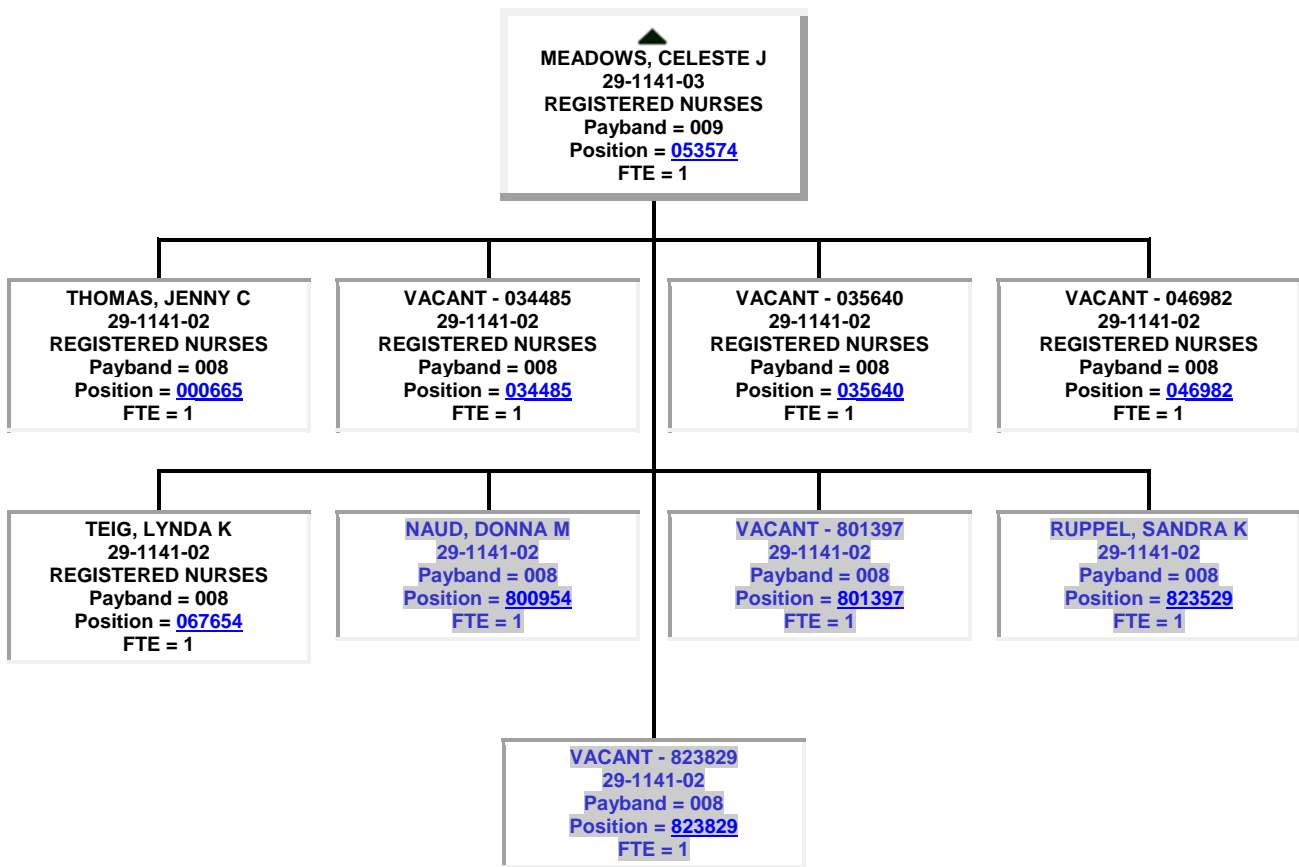 MEADOWS, CELESTE J
29-1141-03
REGISTERED NURSES
Payband = 009
Position = 053574
FTE = 1
THOMAS, JENNY C
29-1141-02
REGISTERED NURSES
Payband = 008
Position = 000665
FTE = 1
VACANT - 034485
29-1141-02
REGISTERED NURSES
Payband = 008
Position = 034485
FTE = 1
VACANT - 035640
29-1141-02
REGISTERED NURSES
Payband = 008
Position = 035640
FTE = 1
VACANT - 046982
29-1141-02
REGISTERED NURSES
Payband = 008
Position = 046982
FTE = 1
TEIG, LYNDA K
29-1141-02
REGISTERED NURSES
Payband = 008
Position = 067654
FTE = 1
NAUD, DONNA M
29-1141-02
Payband = 008
Position = 800954
FTE = 1
VACANT - 801397
29-1141-02
Payband = 008
Position = 801397
FTE = 1
RUPPEL, SANDRA K
29-1141-02
Payband = 008
Position = 823529
FTE = 1
VACANT - 823829
29-1141-02
Payband = 008
Position = 823829
FTE = 1